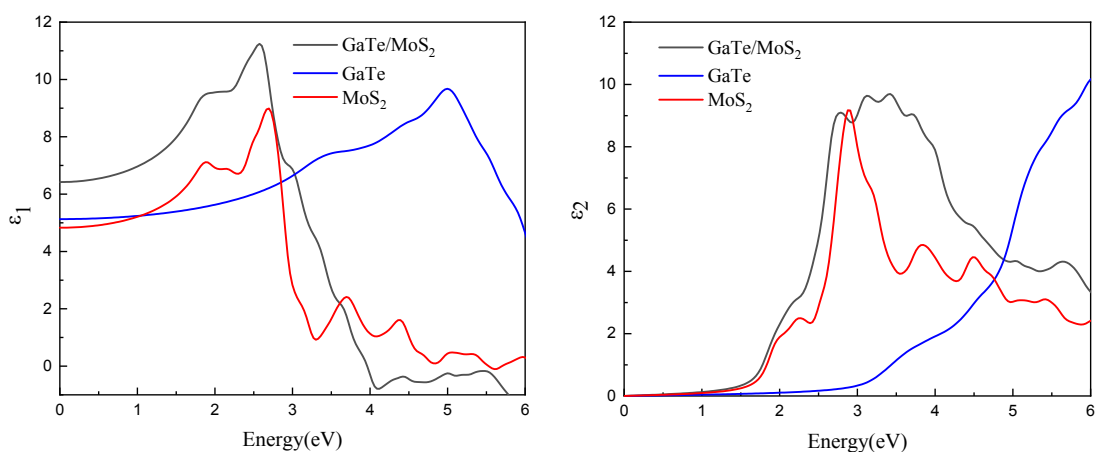 12
10
8
6
4
2
0
ε₁
GaTe/MoS₂
GaTe
MoS₂
0 1 2 3 4 5 6
Energy(eV)
12
10
8
6
4
2
0
ε₂
GaTe/MoS₂
GaTe
MoS₂
0 1 2 3 4 5 6
Energy(eV)